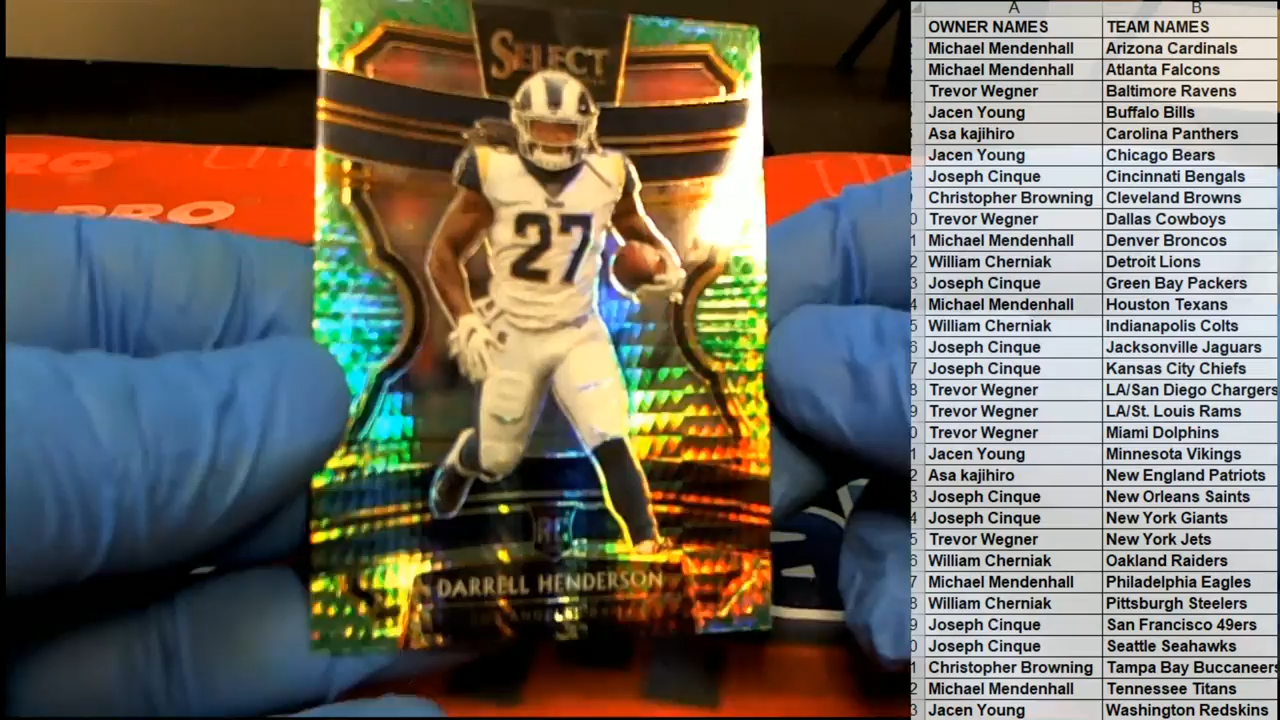 SELECT
27
RC
DARRELL HENDERSON
PRO
PRO
A B
OWNER NAMES TEAM NAMES
Michael Mendenhall Arizona Cardinals
Michael Mendenhall Atlanta Falcons
Trevor Wegner Baltimore Ravens
Jacen Young Buffalo Bills
Asa kajihiro Carolina Panthers
Jacen Young Chicago Bears
Joseph Cinque Cincinnati Bengals
Christopher Browning Cleveland Browns
Trevor Wegner Dallas Cowboys
Michael Mendenhall Denver Broncos
William Cherniak Detroit Lions
Joseph Cinque Green Bay Packers
Michael Mendenhall Houston Texans
William Cherniak Indianapolis Colts
Joseph Cinque Jacksonville Jaguars
Joseph Cinque Kansas City Chiefs
Trevor Wegner LA/San Diego Chargers
Trevor Wegner LA/St. Louis Rams
Trevor Wegner Miami Dolphins
Jacen Young Minnesota Vikings
Asa kajihiro New England Patriots
Joseph Cinque New Orleans Saints
Joseph Cinque New York Giants
Trevor Wegner New York Jets
William Cherniak Oakland Raiders
Michael Mendenhall Philadelphia Eagles
William Cherniak Pittsburgh Steelers
Joseph Cinque San Francisco 49ers
Joseph Cinque Seattle Seahawks
Christopher Browning Tampa Bay Buccaneers
Michael Mendenhall Tennessee Titans
Jacen Young Washington Redskins